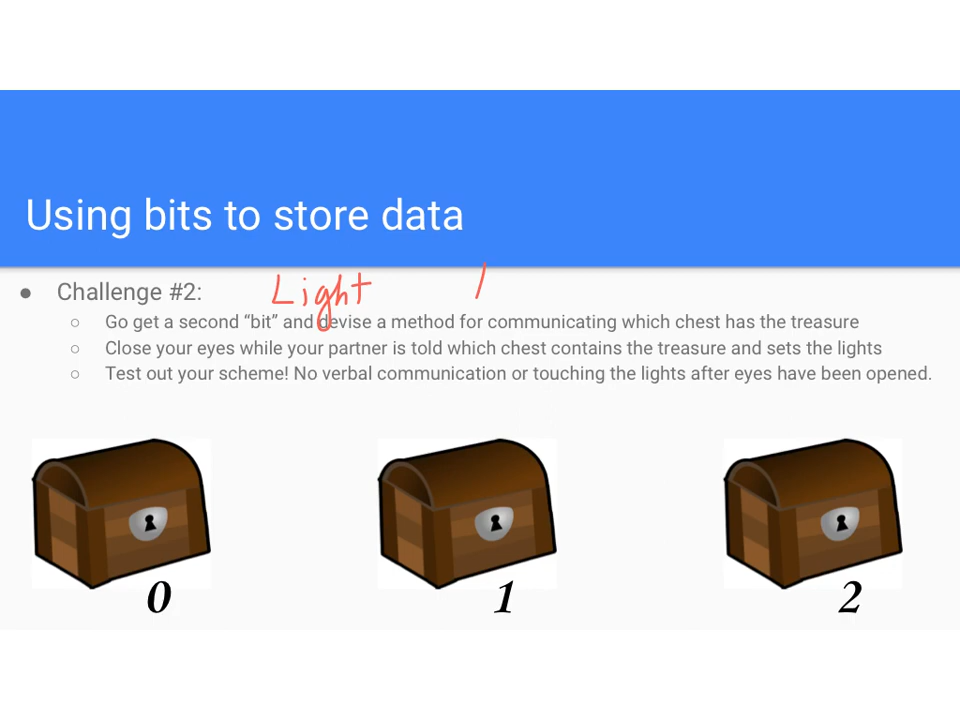 Using bits to store data
● Challenge #2: Light /
○ Go get a second “bit” and devise a method for communicating which chest has the treasure
○ Close your eyes while your partner is told which chest contains the treasure and sets the lights
○ Test out your scheme! No verbal communication or touching the lights after eyes have been opened.
0 1 2